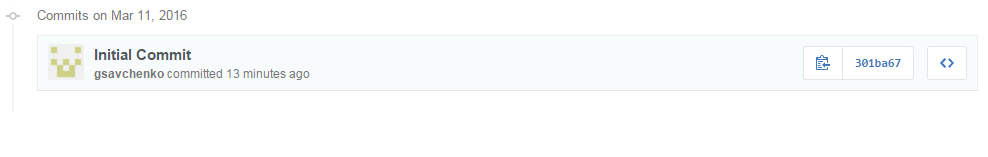 Commits on Mar 11, 2016
Initial Commit
gsavchenko committed 13 minutes ago
301ba67